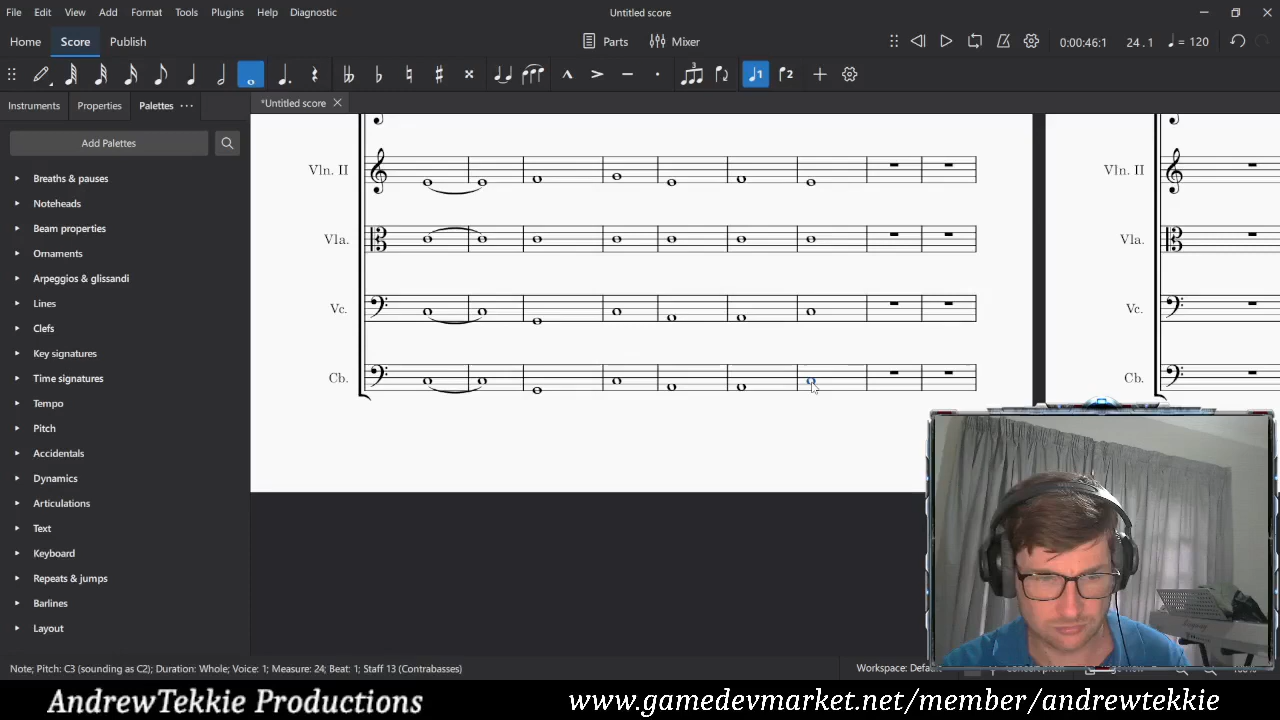 File Edit View Add Format Tools Plugins Help Diagnostic Untitled score
Home Score Publish Parts Mixer 0:00:46:1 24 . 1 = 120
3 1 2
Instruments Properties Palettes *Untitled score
Add Palettes
Breaths & pauses
Noteheads
Beam properties
Ornaments
Arpeggios & glissandi
Lines
Clefs
Key signatures
Time signatures
Tempo
Pitch
Accidentals
Dynamics
Articulations
Text
Keyboard
Repeats & jumps
Barlines
Layout
Vln. II
Vla.
Vc.
Cb.
Vln. II
Vla.
Vc.
Cb.
Note; Pitch: C3 (sounding as C2); Duration: Whole; Voice: 1; Measure: 24; Beat: 1; Staff 13 (Contrabasses)
Workspace:
AndrewTekkie Productions www.gamedevmarket.net/member/andrewtekkie